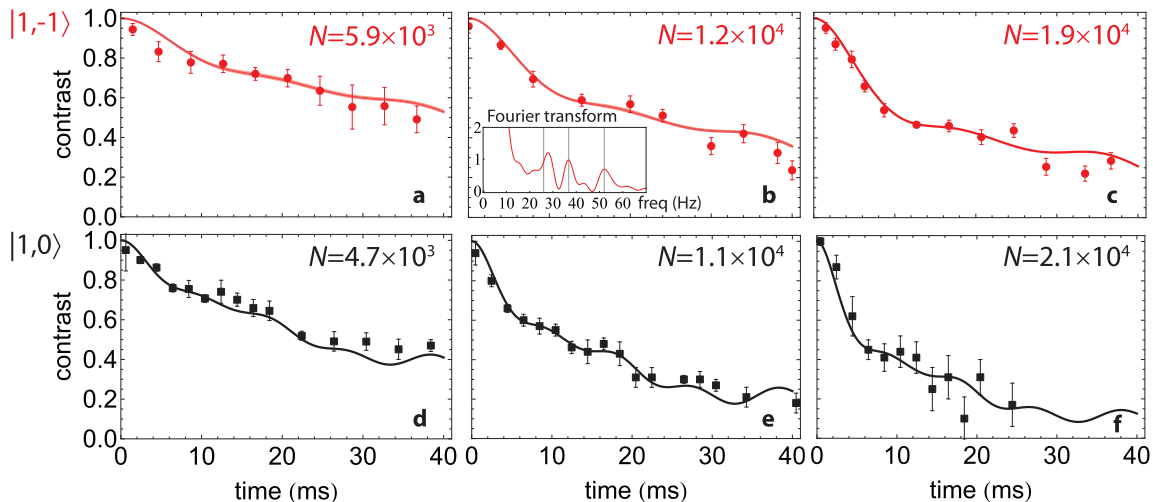 |1,-1⟩
contrast
1.0
0.8
0.6
0.4
0.2
0.0
N=5.9×10³
a
N=1.2×10⁴
Fourier transform
2
1
0
0 10 20 30 40 50 60
freq (Hz)
b
N=1.9×10⁴
c
|1,0⟩
contrast
1.0
0.8
0.6
0.4
0.2
0.0
N=4.7×10³
d
0 10 20 30 40
time (ms)
N=1.1×10⁴
e
0 10 20 30 40
time (ms)
N=2.1×10⁴
f
0 10 20 30 40
time (ms)